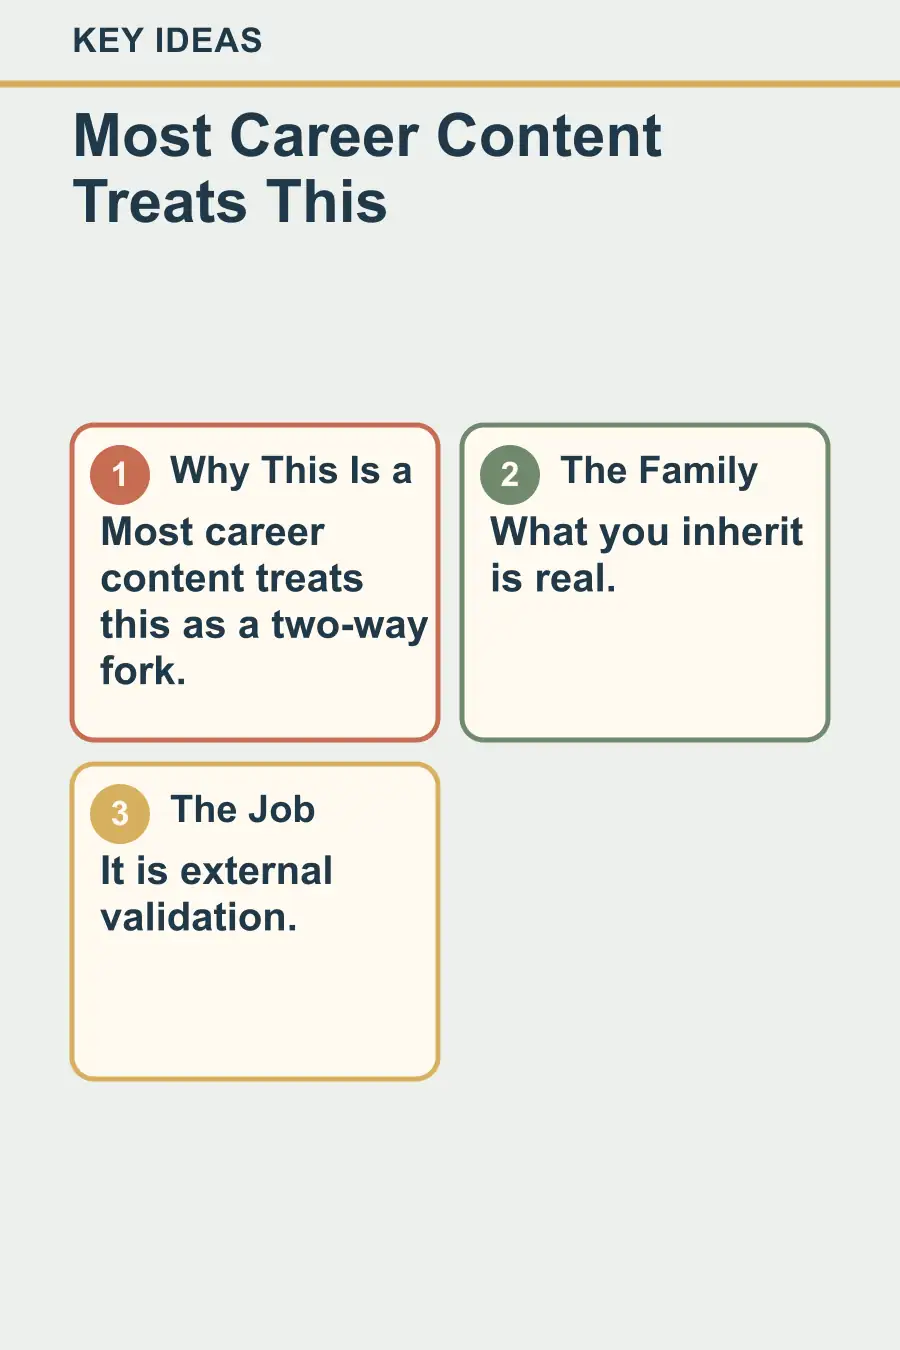 KEY IDEAS
Most Career Content
Treats This
1
Why This Is a
Most career
content treats
this as a two-way
fork.
2
The Family
What you inherit
is real.
3
The Job
It is external
validation.